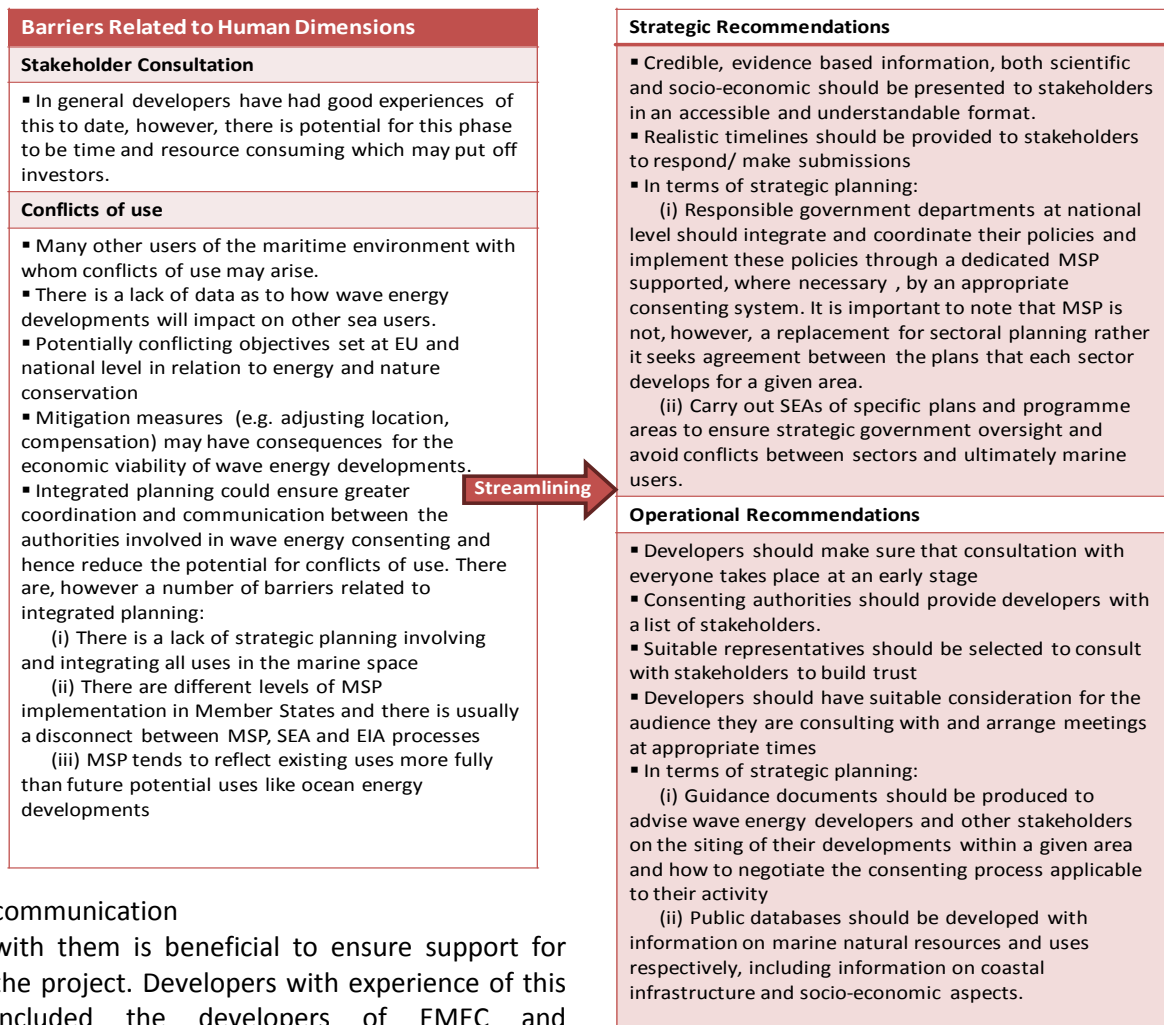 Barriers Related to Human Dimensions
Stakeholder Consultation
▪ In general developers have had good experiences of
this to date, however, there is potential for this phase
to be time and resource consuming which may put off
investors.
Conflicts of use
▪ Many other users of the maritime environment with
whom conflicts of use may arise.
▪ There is a lack of data as to how wave energy
developments will impact on other sea users.
▪ Potentially conflicting objectives set at EU and
national level in relation to energy and nature
conservation
▪ Mitigation measures (e.g. adjusting location,
compensation) may have consequences for the
economic viability of wave energy developments.
▪ Integrated planning could ensure greater
coordination and communication between the
authorities involved in wave energy consenting and
hence reduce the potential for conflicts of use. There
are, however a number of barriers related to
integrated planning:
(i) There is a lack of strategic planning involving
and integrating all uses in the marine space
(ii) There are different levels of MSP
implementation in Member States and there is usually
a disconnect between MSP, SEA and EIA processes
(iii) MSP tends to reflect existing uses more fully
than future potential uses like ocean energy
developments
Streamlining
Strategic Recommendations
▪ Credible, evidence based information, both scientific
and socio-economic should be presented to stakeholders
in an accessible and understandable format.
▪ Realistic timelines should be provided to stakeholders
to respond/ make submissions
▪ In terms of strategic planning:
(i) Responsible government departments at national
level should integrate and coordinate their policies and
implement these policies through a dedicated MSP
supported, where necessary , by an appropriate
consenting system. It is important to note that MSP is
not, however, a replacement for sectoral planning rather
it seeks agreement between the plans that each sector
develops for a given area.
(ii) Carry out SEAs of specific plans and programme
areas to ensure strategic government oversight and
avoid conflicts between sectors and ultimately marine
users.
Operational Recommendations
▪ Developers should make sure that consultation with
everyone takes place at an early stage
▪ Consenting authorities should provide developers with
a list of stakeholders.
▪ Suitable representatives should be selected to consult
with stakeholders to build trust
▪ Developers should have suitable consideration for the
audience they are consulting with and arrange meetings
at appropriate times
▪ In terms of strategic planning:
(i) Guidance documents should be produced to
advise wave energy developers and other stakeholders
on the siting of their developments within a given area
and how to negotiate the consenting process applicable
to their activity
(ii) Public databases should be developed with
information on marine natural resources and uses
respectively, including information on coastal
infrastructure and socio-economic aspects.
communication
with them is beneficial to ensure support for
the project. Developers with experience of this
included the developers of EMEC and